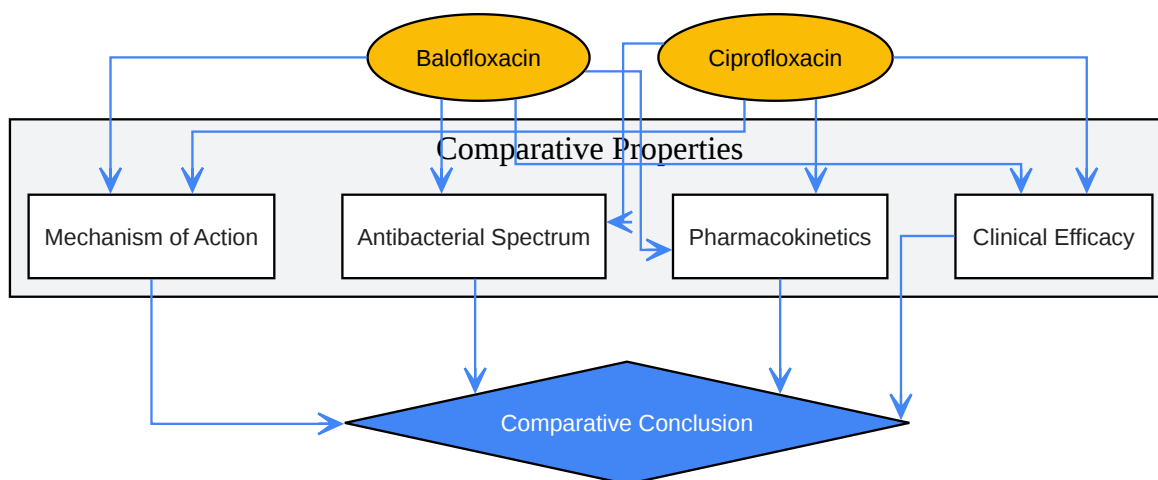 Balofloxacin
Ciprofloxacin
Comparative Properties
Mechanism of Action
Antibacterial Spectrum
Pharmacokinetics
Clinical Efficacy
Comparative Conclusion